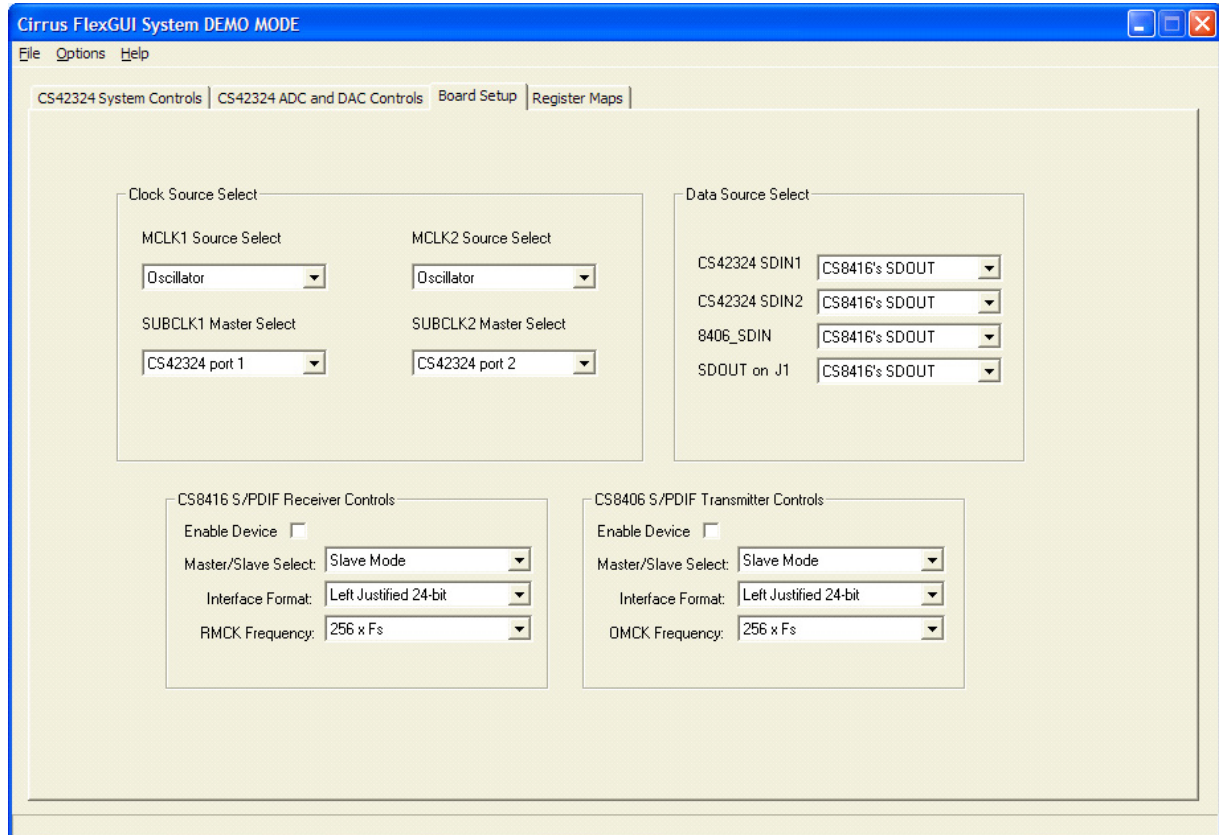 Cirrus FlexGUI System DEMO MODE
File Options Help
CS42324 System Controls CS42324 ADC and DAC Controls Board Setup Register Maps
Clock Source Select
MCLK1 Source Select MCLK2 Source Select
Oscillator Oscillator
SUBCLK1 Master Select SUBCLK2 Master Select
CS42324 port 1 CS42324 port 2
Data Source Select
CS42324 SDIN1 CS8416's SDOUT
CS42324 SDIN2 CS8416's SDOUT
8406_SDIN CS8416's SDOUT
SDOUT on J1 CS8416's SDOUT
CS8416 S/PDIF Receiver Controls
Enable Device
Master/Slave Select: Slave Mode
Interface Format: Left Justified 24-bit
RMCK Frequency: 256 x Fs
CS8406 S/PDIF Transmitter Controls
Enable Device
Master/Slave Select: Slave Mode
Interface Format: Left Justified 24-bit
OMCK Frequency: 256 x Fs